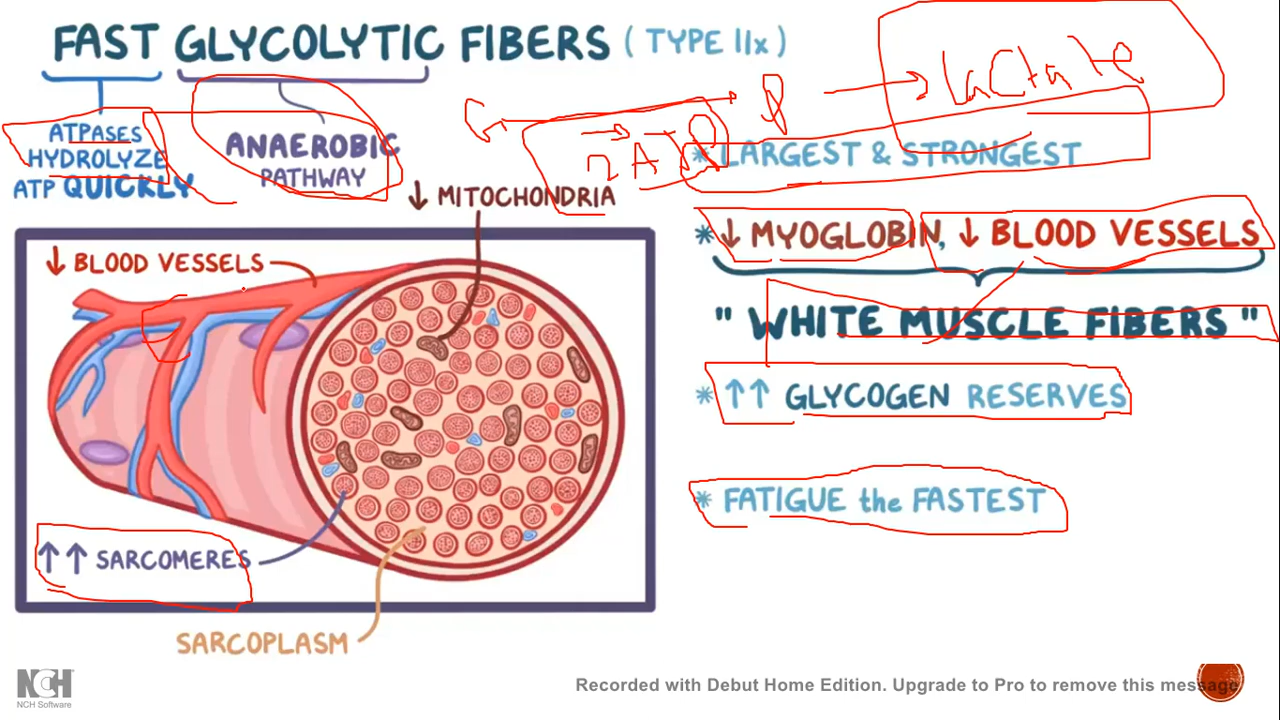 FAST GLYCOLYTIC FIBERS (TYPE IIx)
ATPASES
HYDROLYZE
ATP QUICKLY
ANAEROBIC
PATHWAY
G → P → lactate
→ 2 ATP
* LARGEST & STRONGEST
↓ MITOCHONDRIA
* ↓ MYOGLOBIN, ↓ BLOOD VESSELS
↓ BLOOD VESSELS
" WHITE MUSCLE FIBERS "
* ↑↑ GLYCOGEN RESERVES
* FATIGUE the FASTEST
↑↑ SARCOMERES
SARCOPLASM
NCH
NCH Software
Recorded with Debut Home Edition. Upgrade to Pro to remove this message